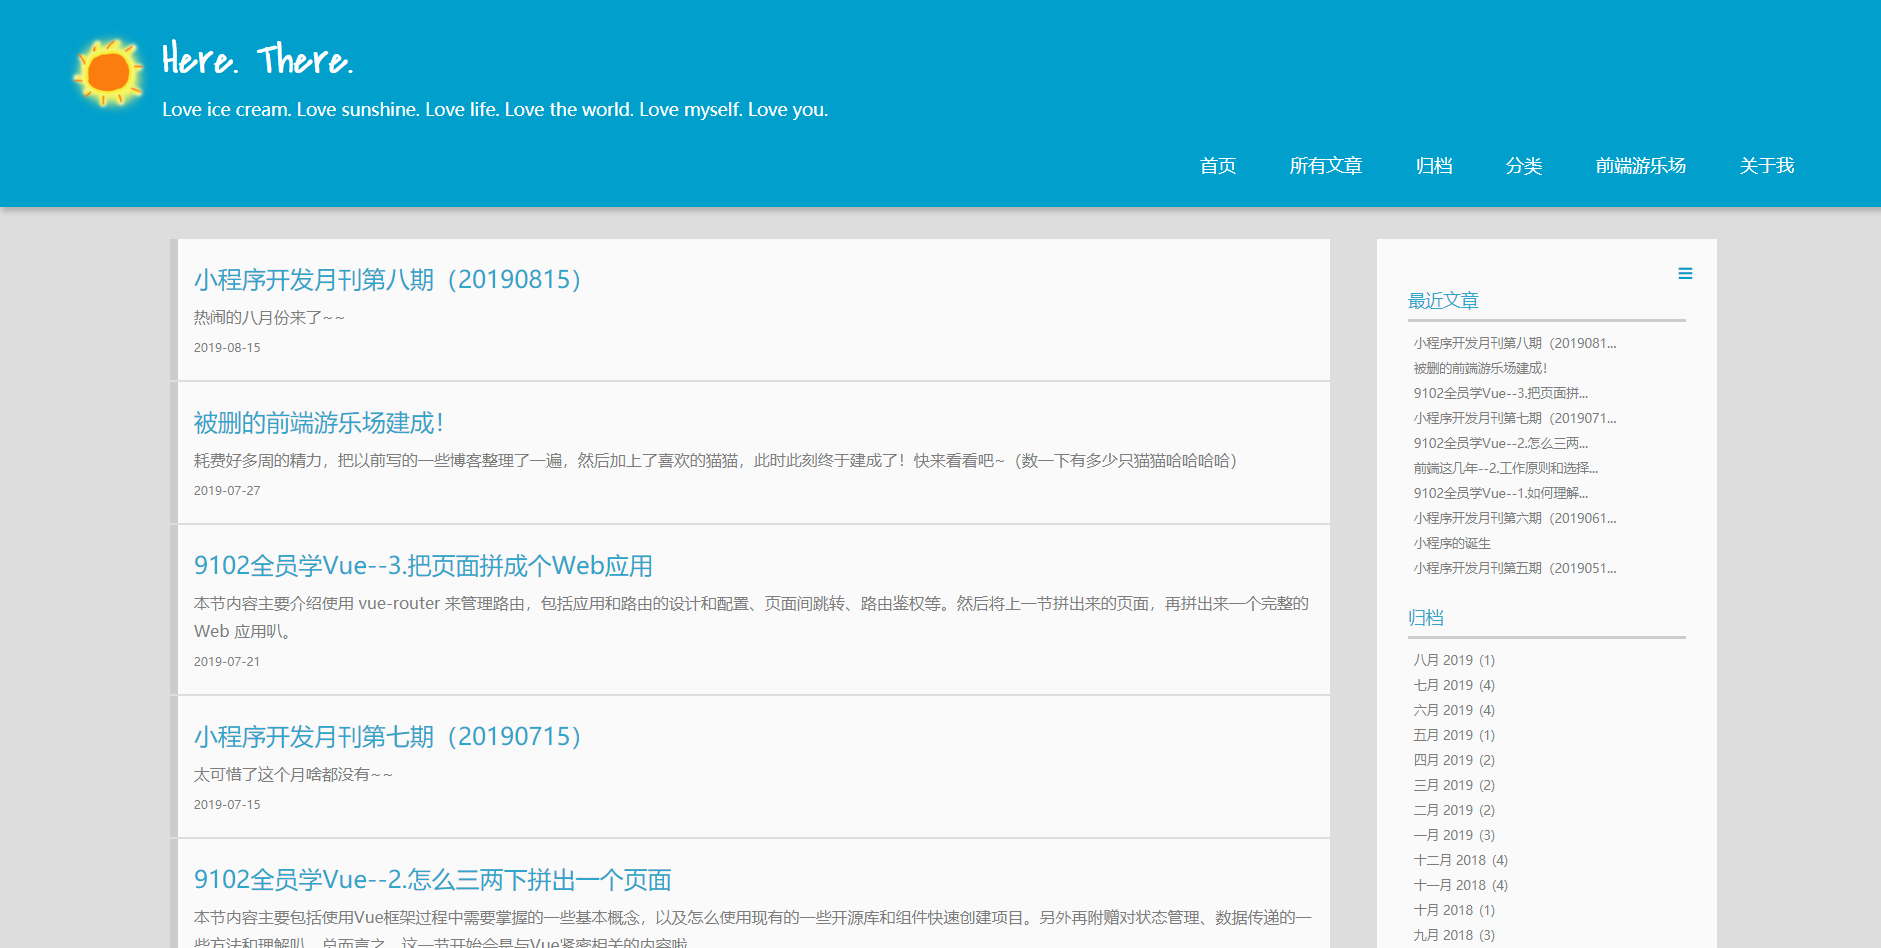 Here. There.
Love ice cream. Love sunshine. Love life. Love the world. Love myself. Love you.
首页 所有文章 归档 分类 前端游乐场 关于我
小程序开发月刊第八期（20190815）
热闹的八月份来了~~
2019-08-15
被删的前端游乐场建成！
耗费好多周的精力，把以前写的一些博客整理了一遍，然后加上了喜欢的猫猫，此时此刻终于建成了！快来看看吧~（数一下有多少只猫猫哈哈哈哈）
2019-07-27
9102全员学Vue--3.把页面拼成个Web应用
本节内容主要介绍使用 vue-router 来管理路由，包括应用和路由的设计和配置、页面间跳转、路由鉴权等。然后将上一节拼出来的页面，再拼出来一个完整的
Web 应用叭。
2019-07-21
小程序开发月刊第七期（20190715）
太可惜了这个月啥都没有~~
2019-07-15
9102全员学Vue--2.怎么三两下拼出一个页面
本节内容主要包括使用Vue框架过程中需要掌握的一些基本概念，以及怎么使用现有的一些开源库和组件快速创建项目。另外再附赠对状态管理、数据传递的一
些方法和理解叭。总而言之，这一节开始会是与Vue紧密相关的内容啦
最近文章
小程序开发月刊第八期（201981...
被删的前端游乐场建成！
9102全员学Vue--3.把页面拼...
小程序开发月刊第七期（2019071...
9102全员学Vue--2.怎么三两...
前端这几年--2.工作原则和选择...
9102全员学Vue--1.如何理解...
小程序开发月刊第六期（2019061...
小程序的诞生
小程序开发月刊第五期（2019051...
归档
八月 2019 (1)
七月 2019 (4)
六月 2019 (4)
五月 2019 (1)
四月 2019 (2)
三月 2019 (2)
二月 2019 (2)
一月 2019 (3)
十二月 2018 (4)
十一月 2018 (4)
十月 2018 (1)
九月 2018 (3)